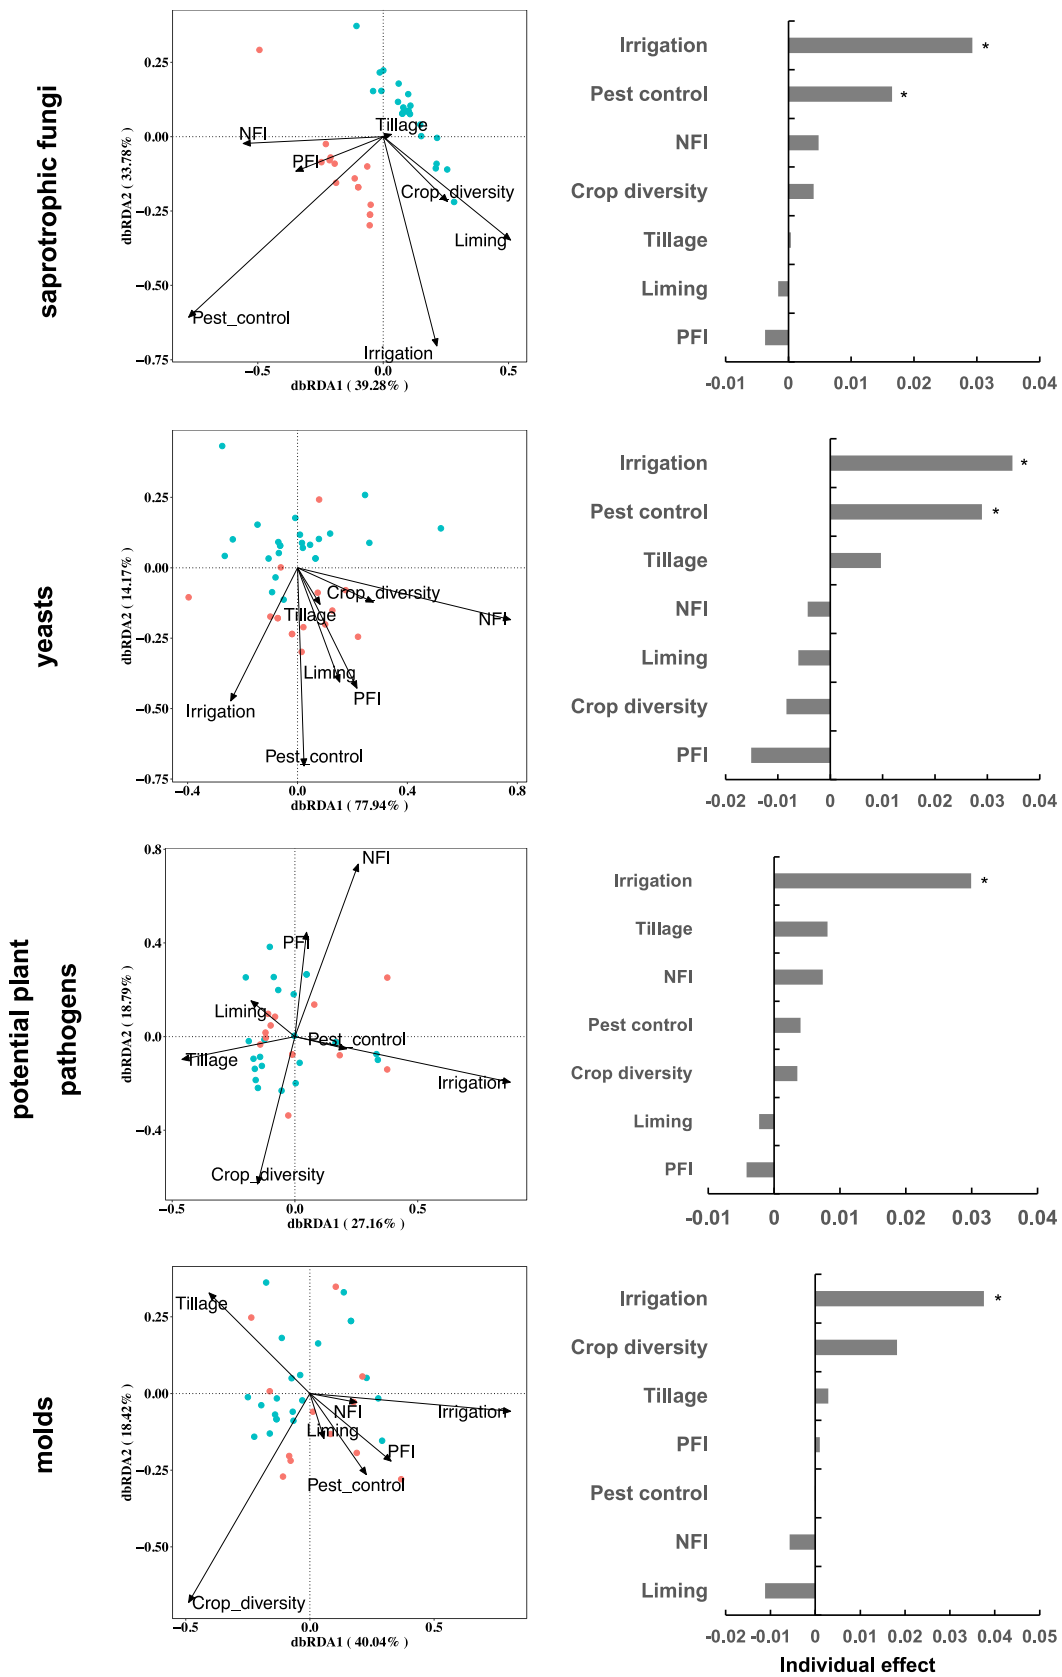 saprotrophic fungi
dbRDA2 ( 33.78% )
0.25
0.00
−0.25
−0.50
−0.75
NFI
PFI
Tillage
Crop_diversity
Liming
Pest_control
Irrigation
−0.5 0.0 0.5
dbRDA1 ( 39.28% )
Irrigation *
Pest control *
NFI
Crop diversity
Tillage
Liming
PFI
-0.01 0 0.01 0.02 0.03 0.04
yeasts
dbRDA2 ( 14.17% )
0.25
0.00
−0.25
−0.50
−0.75
Crop_diversity
Tillage
NFI
Liming
PFI
Irrigation
Pest_control
−0.4 0.0 0.4 0.8
dbRDA1 ( 77.94% )
Irrigation *
Pest control *
Tillage
NFI
Liming
Crop diversity
PFI
-0.02 -0.01 0 0.01 0.02 0.03 0.04
potential plant
pathogens
dbRDA2 ( 18.79% )
0.8
0.4
0.0
−0.4
NFI
PFI
Liming
Pest_control
Tillage
Irrigation
Crop_diversity
−0.5 0.0 0.5
dbRDA1 ( 27.16% )
Irrigation *
Tillage
NFI
Pest control
Crop diversity
Liming
PFI
-0.01 0 0.01 0.02 0.03 0.04
molds
dbRDA2 ( 18.42% )
0.25
0.00
−0.25
−0.50
Tillage
NFI
Irrigation
Liming
PFI
Pest_control
Crop_diversity
−0.5 0.0 0.5
dbRDA1 ( 40.04% )
Irrigation *
Crop diversity
Tillage
PFI
Pest control
NFI
Liming
-0.02 -0.01 0 0.01 0.02 0.03 0.04 0.05
Individual effect